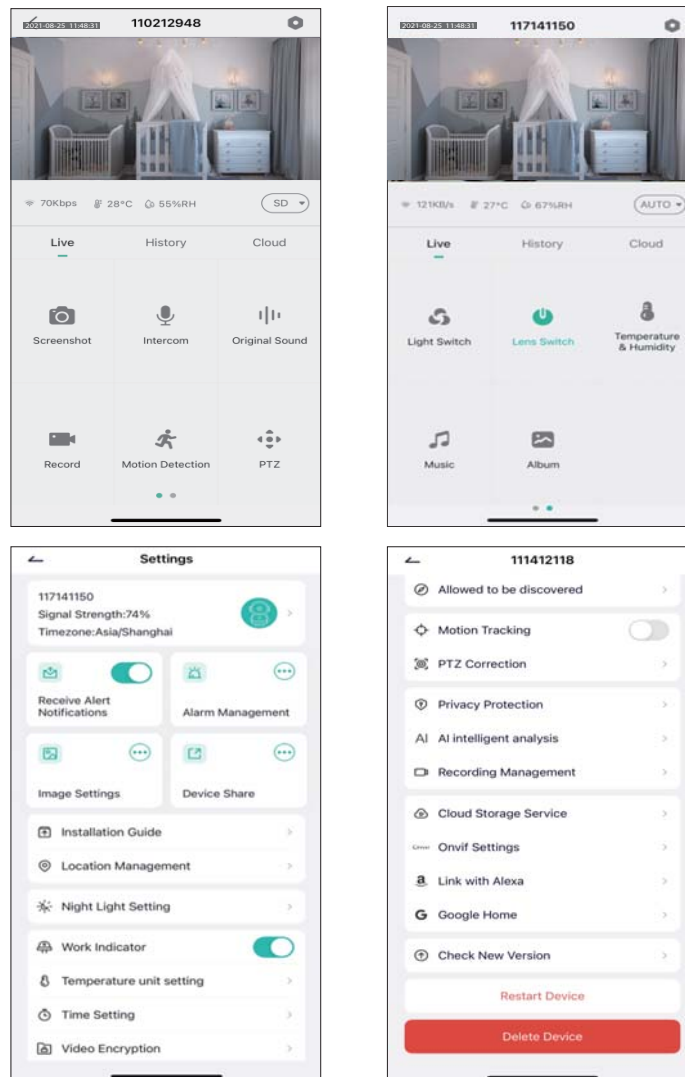 2021-08-25 11:48:31
110212948
70Kbps 28°C 55%RH SD
Live History Cloud
Screenshot Intercom Original Sound
Record Motion Detection PTZ
2021-08-25 11:48:31
117141150
121KB/s 27°C 67%RH AUTO
Live History Cloud
Light Switch Lens Switch Temperature
& Humidity
Music Album
Settings
117141150
Signal Strength:74%
Timezone:Asia/Shanghai
Receive Alert
Notifications
Alarm Management
Image Settings Device Share
Installation Guide
Location Management
Night Light Setting
Work Indicator
Temperature unit setting
Time Setting
Video Encryption
111412118
Allowed to be discovered
Motion Tracking
PTZ Correction
Privacy Protection
AI AI intelligent analysis
Recording Management
Cloud Storage Service
Onvif Settings
a Link with Alexa
G Google Home
Check New Version
Restart Device
Delete Device